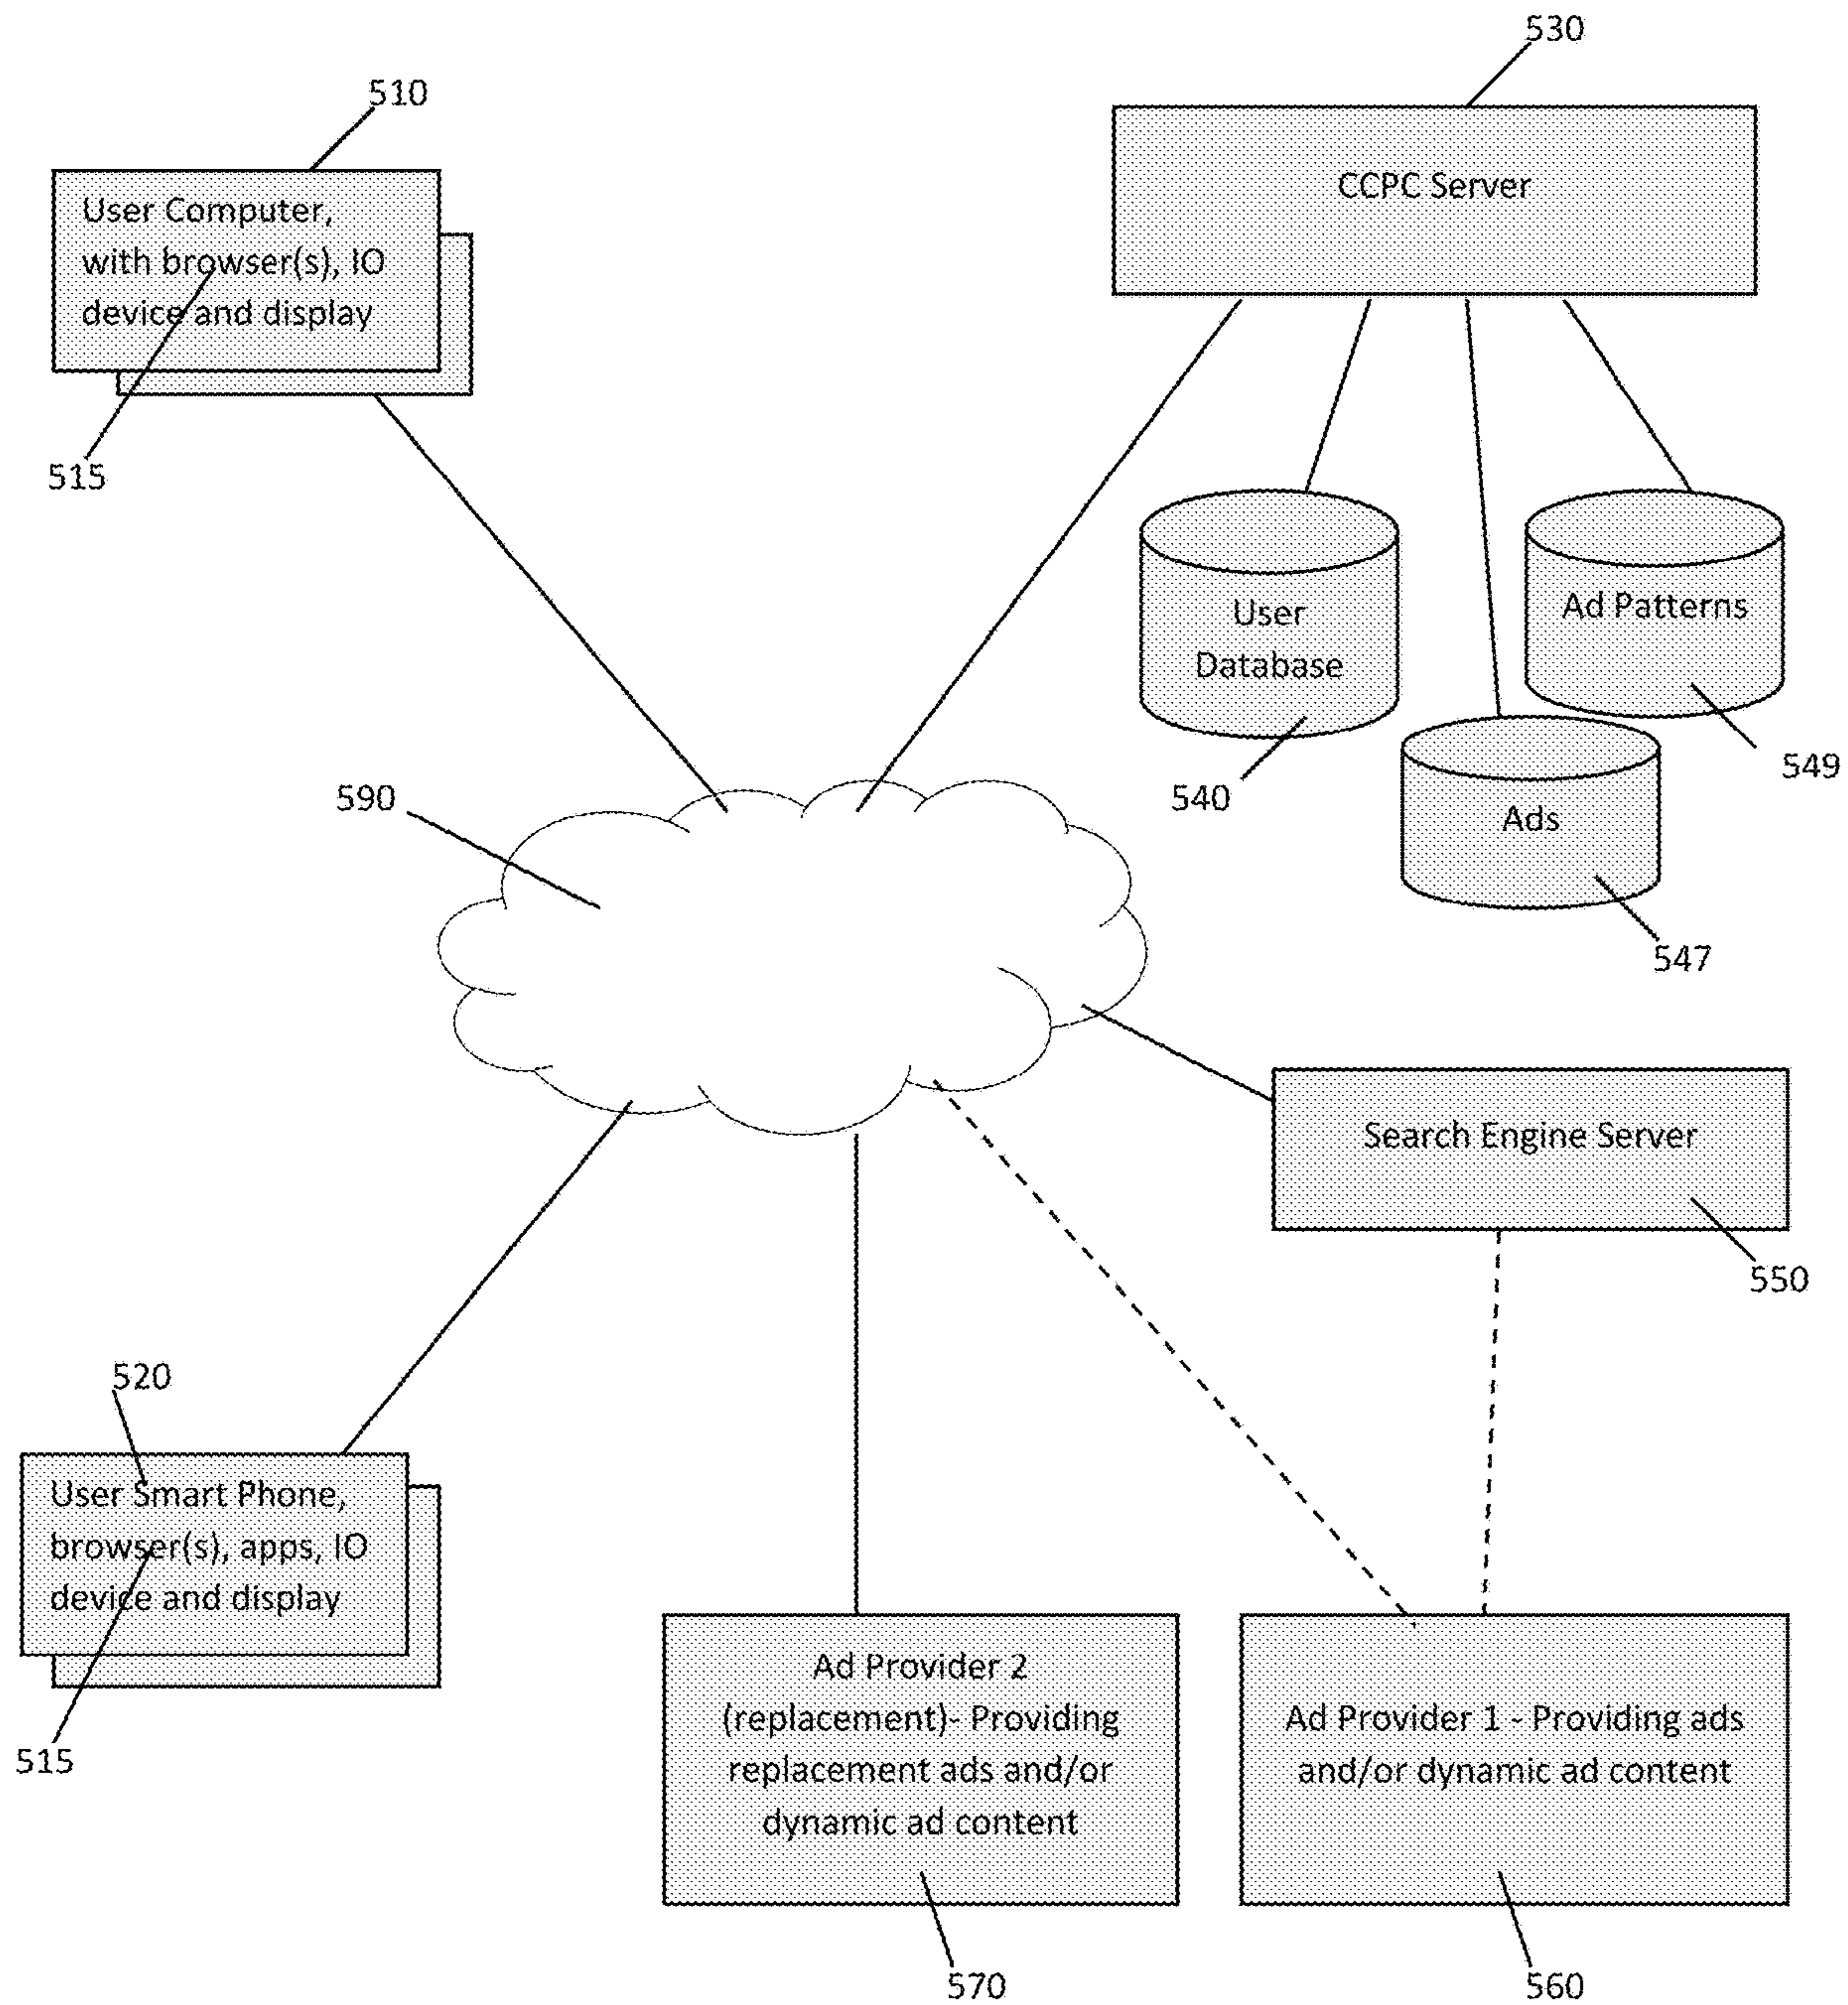 530
510
CCPC Server
User Computer,
with browser(s), IO
device and display
515
User
Database
Ad Patterns
549
540
590
Ads
547
Search Engine Server
550
520
User Smart Phone,
browser(s), apps, IO
device and display
515
Ad Provider 2
(replacement)- Providing
replacement ads and/or
dynamic ad content
Ad Provider 1 - Providing ads
and/or dynamic ad content
570
560